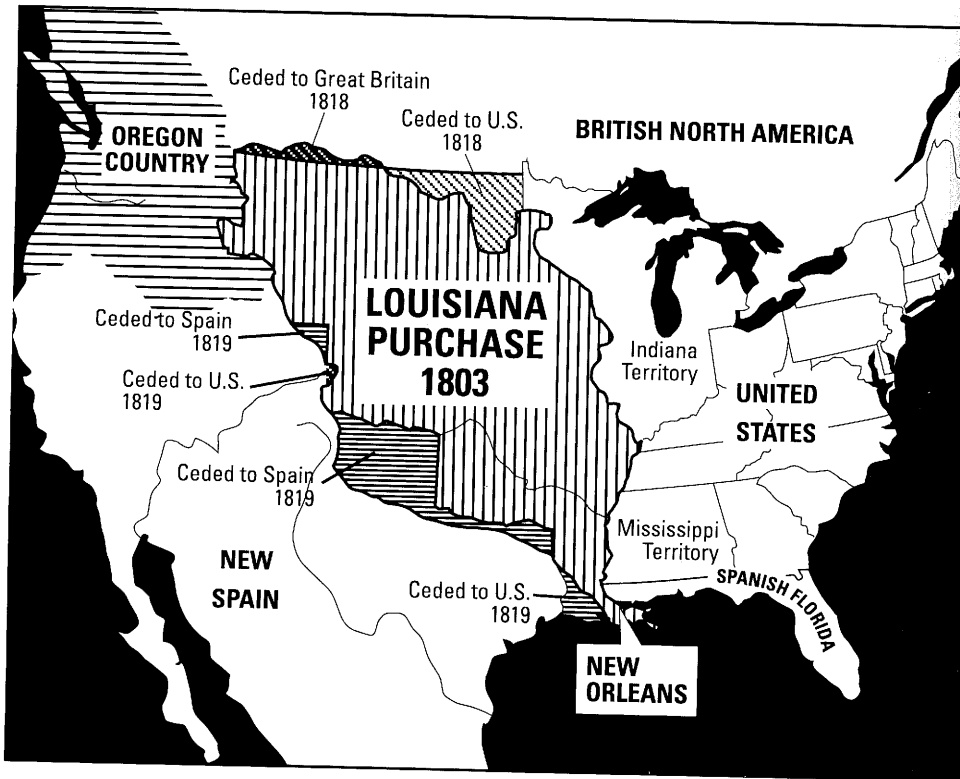 Ceded to Great Britain
1818
Ceded to U.S.
1818
BRITISH NORTH AMERICA
OREGON
COUNTRY
LOUISIANA
PURCHASE
1803
Ceded to Spain
1819
Ceded to U.S.
1819
Indiana
Territory
UNITED
STATES
Ceded to Spain
1819
Mississippi
Territory
NEW
SPAIN
SPANISH FLORIDA
Ceded to U.S.
1819
NEW
ORLEANS